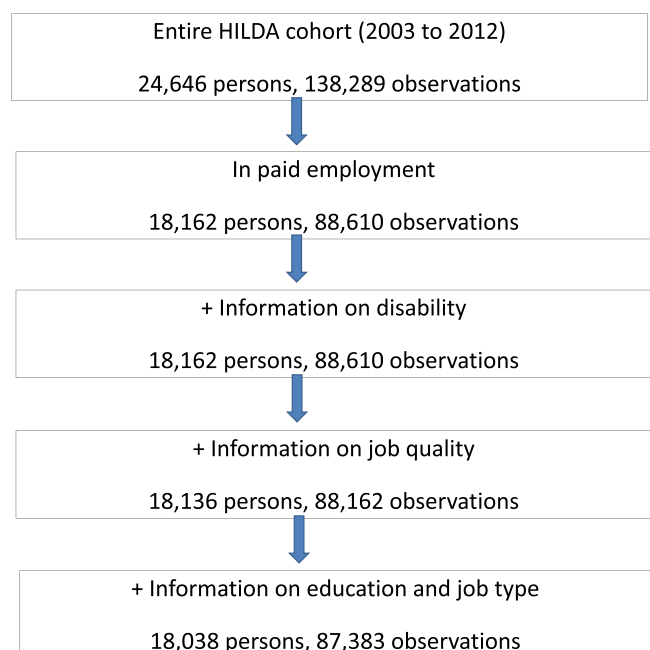 Entire HILDA cohort (2003 to 2012)
24,646 persons, 138,289 observations
In paid employment
18,162 persons, 88,610 observations
+ Information on disability
18,162 persons, 88,610 observations
+ Information on job quality
18,136 persons, 88,162 observations
+ Information on education and job type
18,038 persons, 87,383 observations